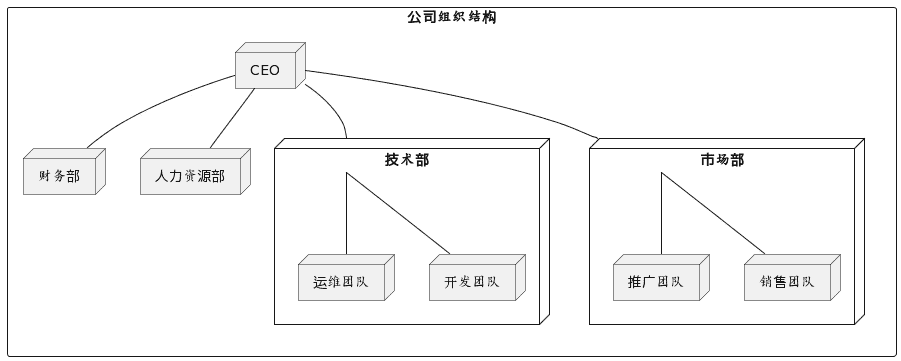 公司组织结构
CEO
财务部
人力资源部
技术部
市场部
运维团队
开发团队
推广团队
销售团队